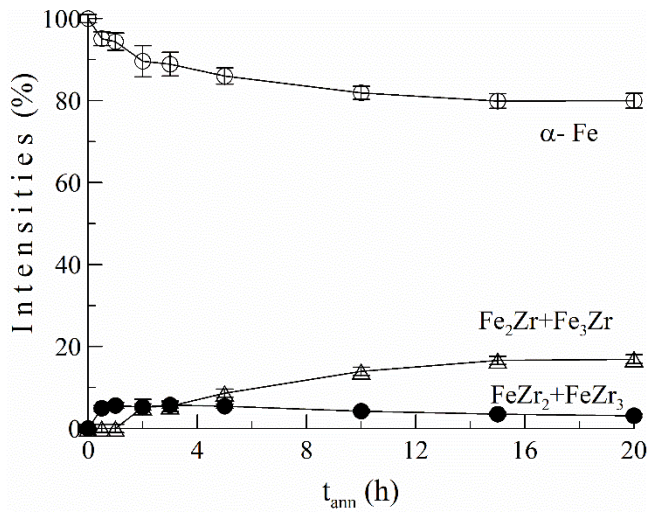 Intensities (%)
100
80
60
40
20
0
α- Fe
Fe₂Zr+Fe₃Zr
FeZr₂+FeZr₃
0
4
8
12
16
20
tₐₙₙ (h)